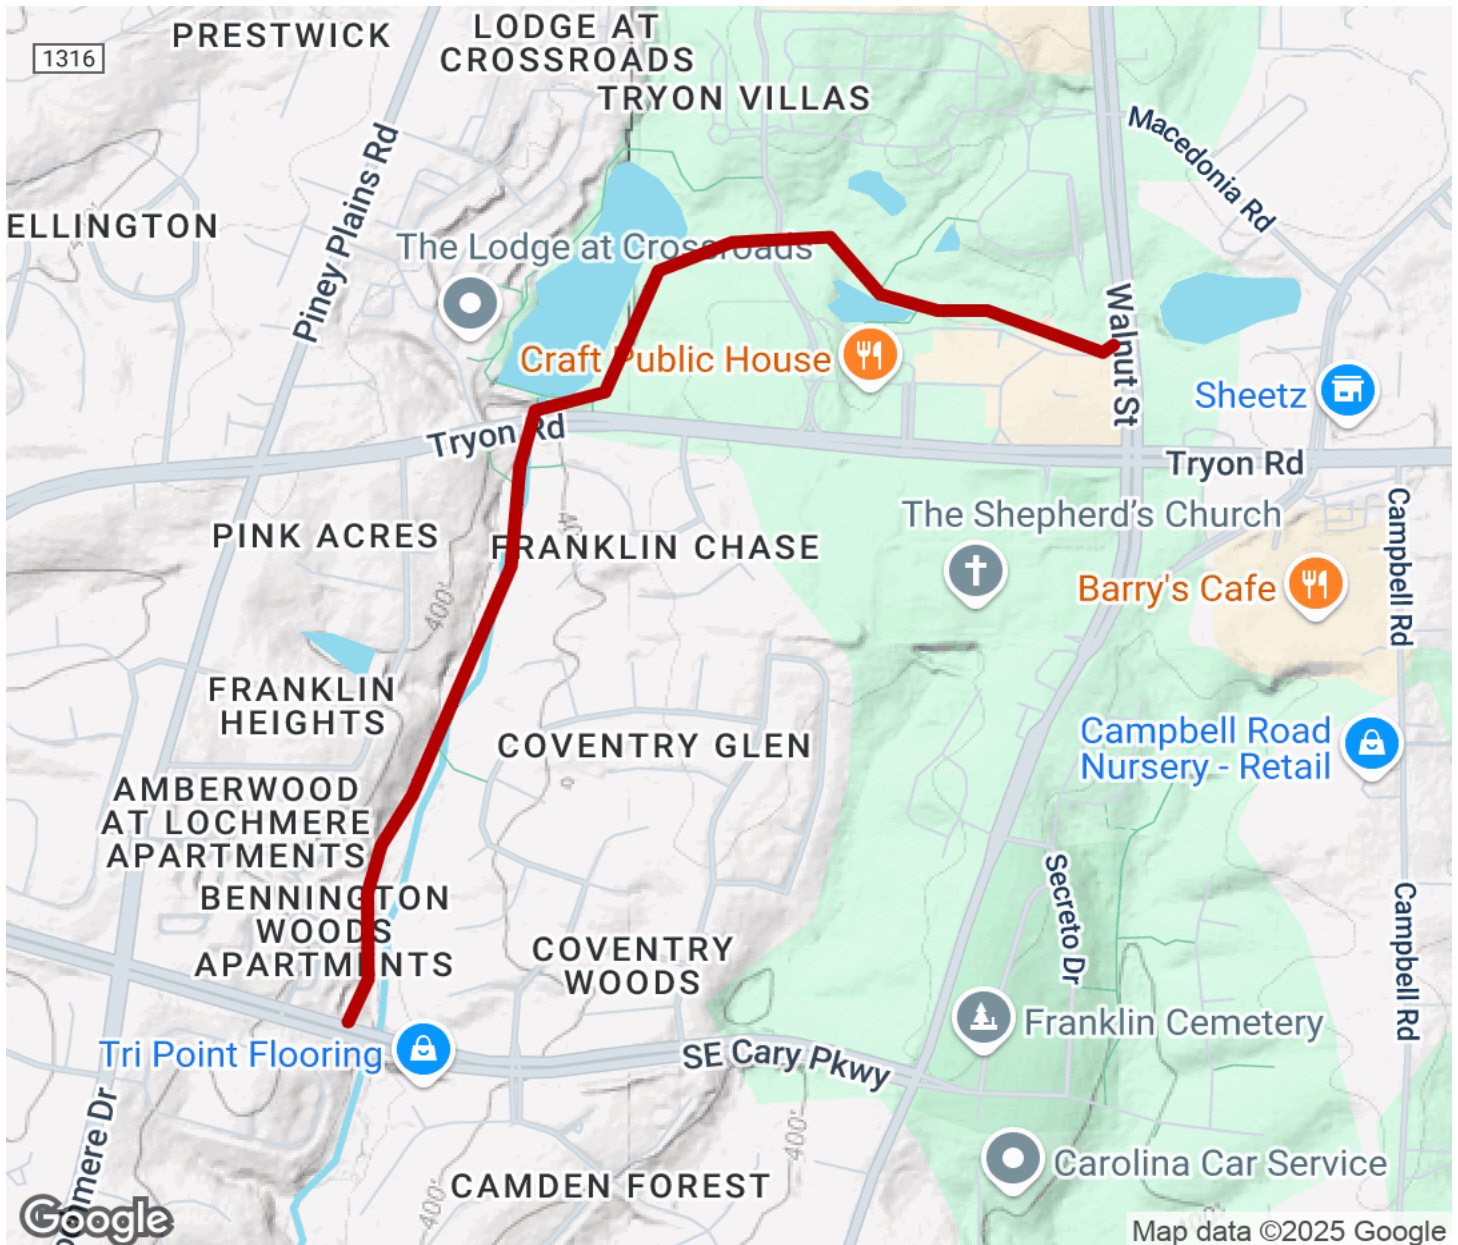 PRESTWICK
LODGE AT
CROSSROADS
1316
TRYON VILLAS
Macedonia Rd
Piney Plains Rd
ELLINGTON
The Lodge at Crossroads
Walnut St
Craft Public House
Sheetz
Tryon Rd
Tryon Rd
Campbell Rd
The Shepherd's Church
PINK ACRES
FRANKLIN CHASE
Barry's Cafe
400'
FRANKLIN
HEIGHTS
COVENTRY GLEN
Campbell Road
Nursery - Retail
AMBERWOOD
AT LOCHMERE
APARTMENTS
Secreto Dr
BENNINGTON
WOODS
APARTMENTS
COVENTRY
WOODS
Campbell Rd
Franklin Cemetery
Tri Point Flooring
SE Cary Pkwy
400'
Carolina Car Service
CAMDEN FOREST
400'
Google
Map data ©2025 Google